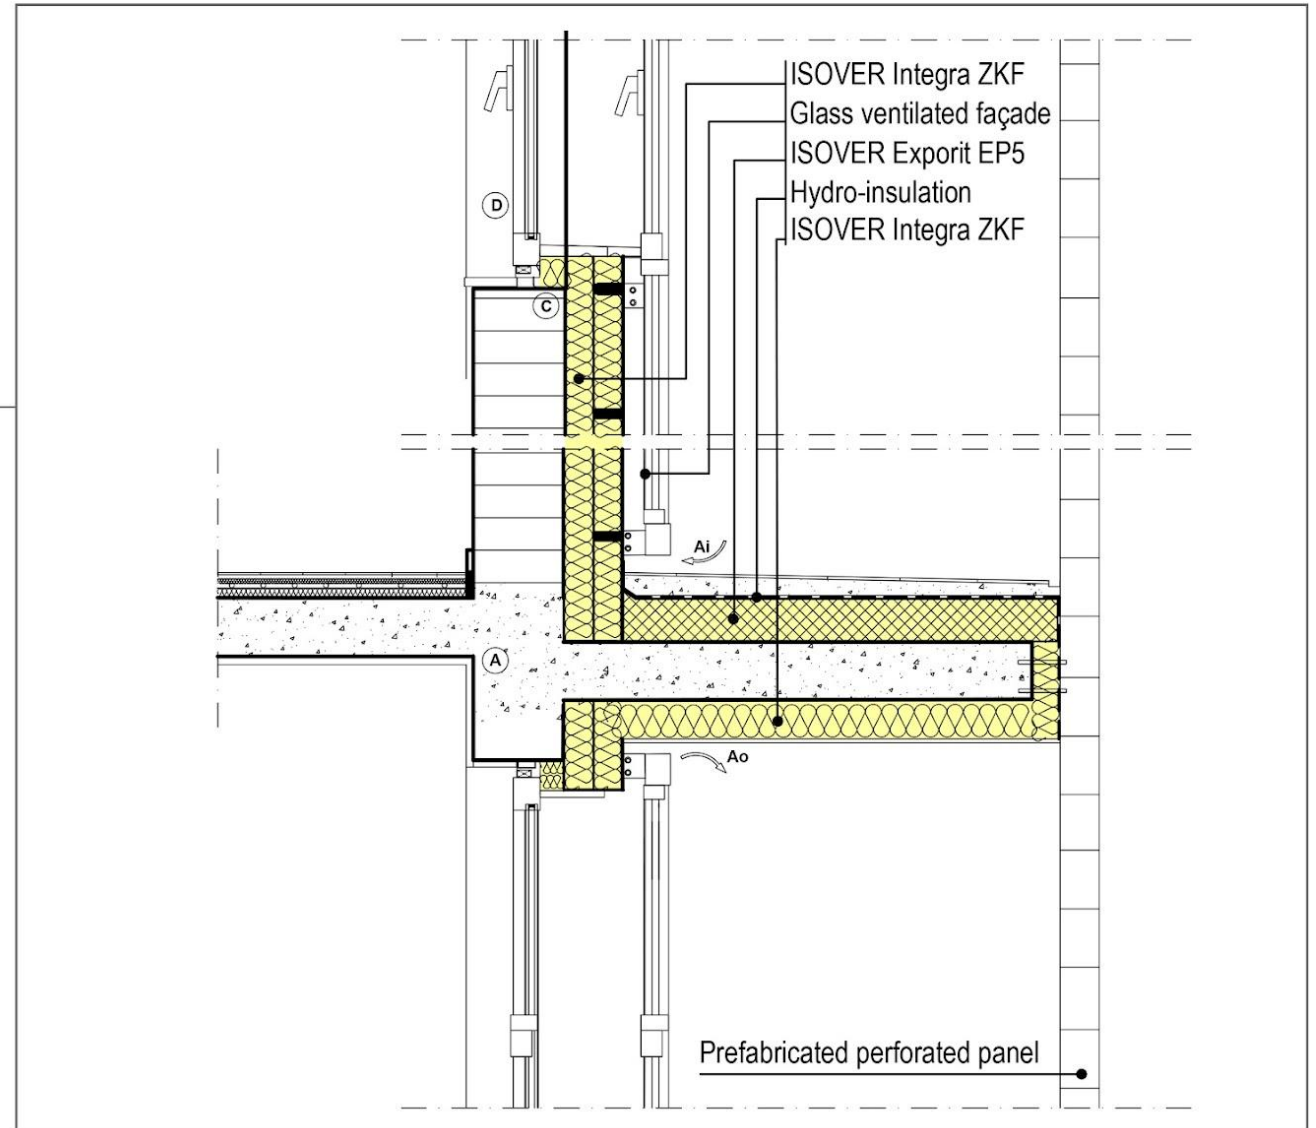 ISOVER Integra ZKF
Glass ventilated façade
ISOVER Exporit EP5
Hydro-insulation
ISOVER Integra ZKF
D
C
Ai
A
Ao
Prefabricated perforated panel